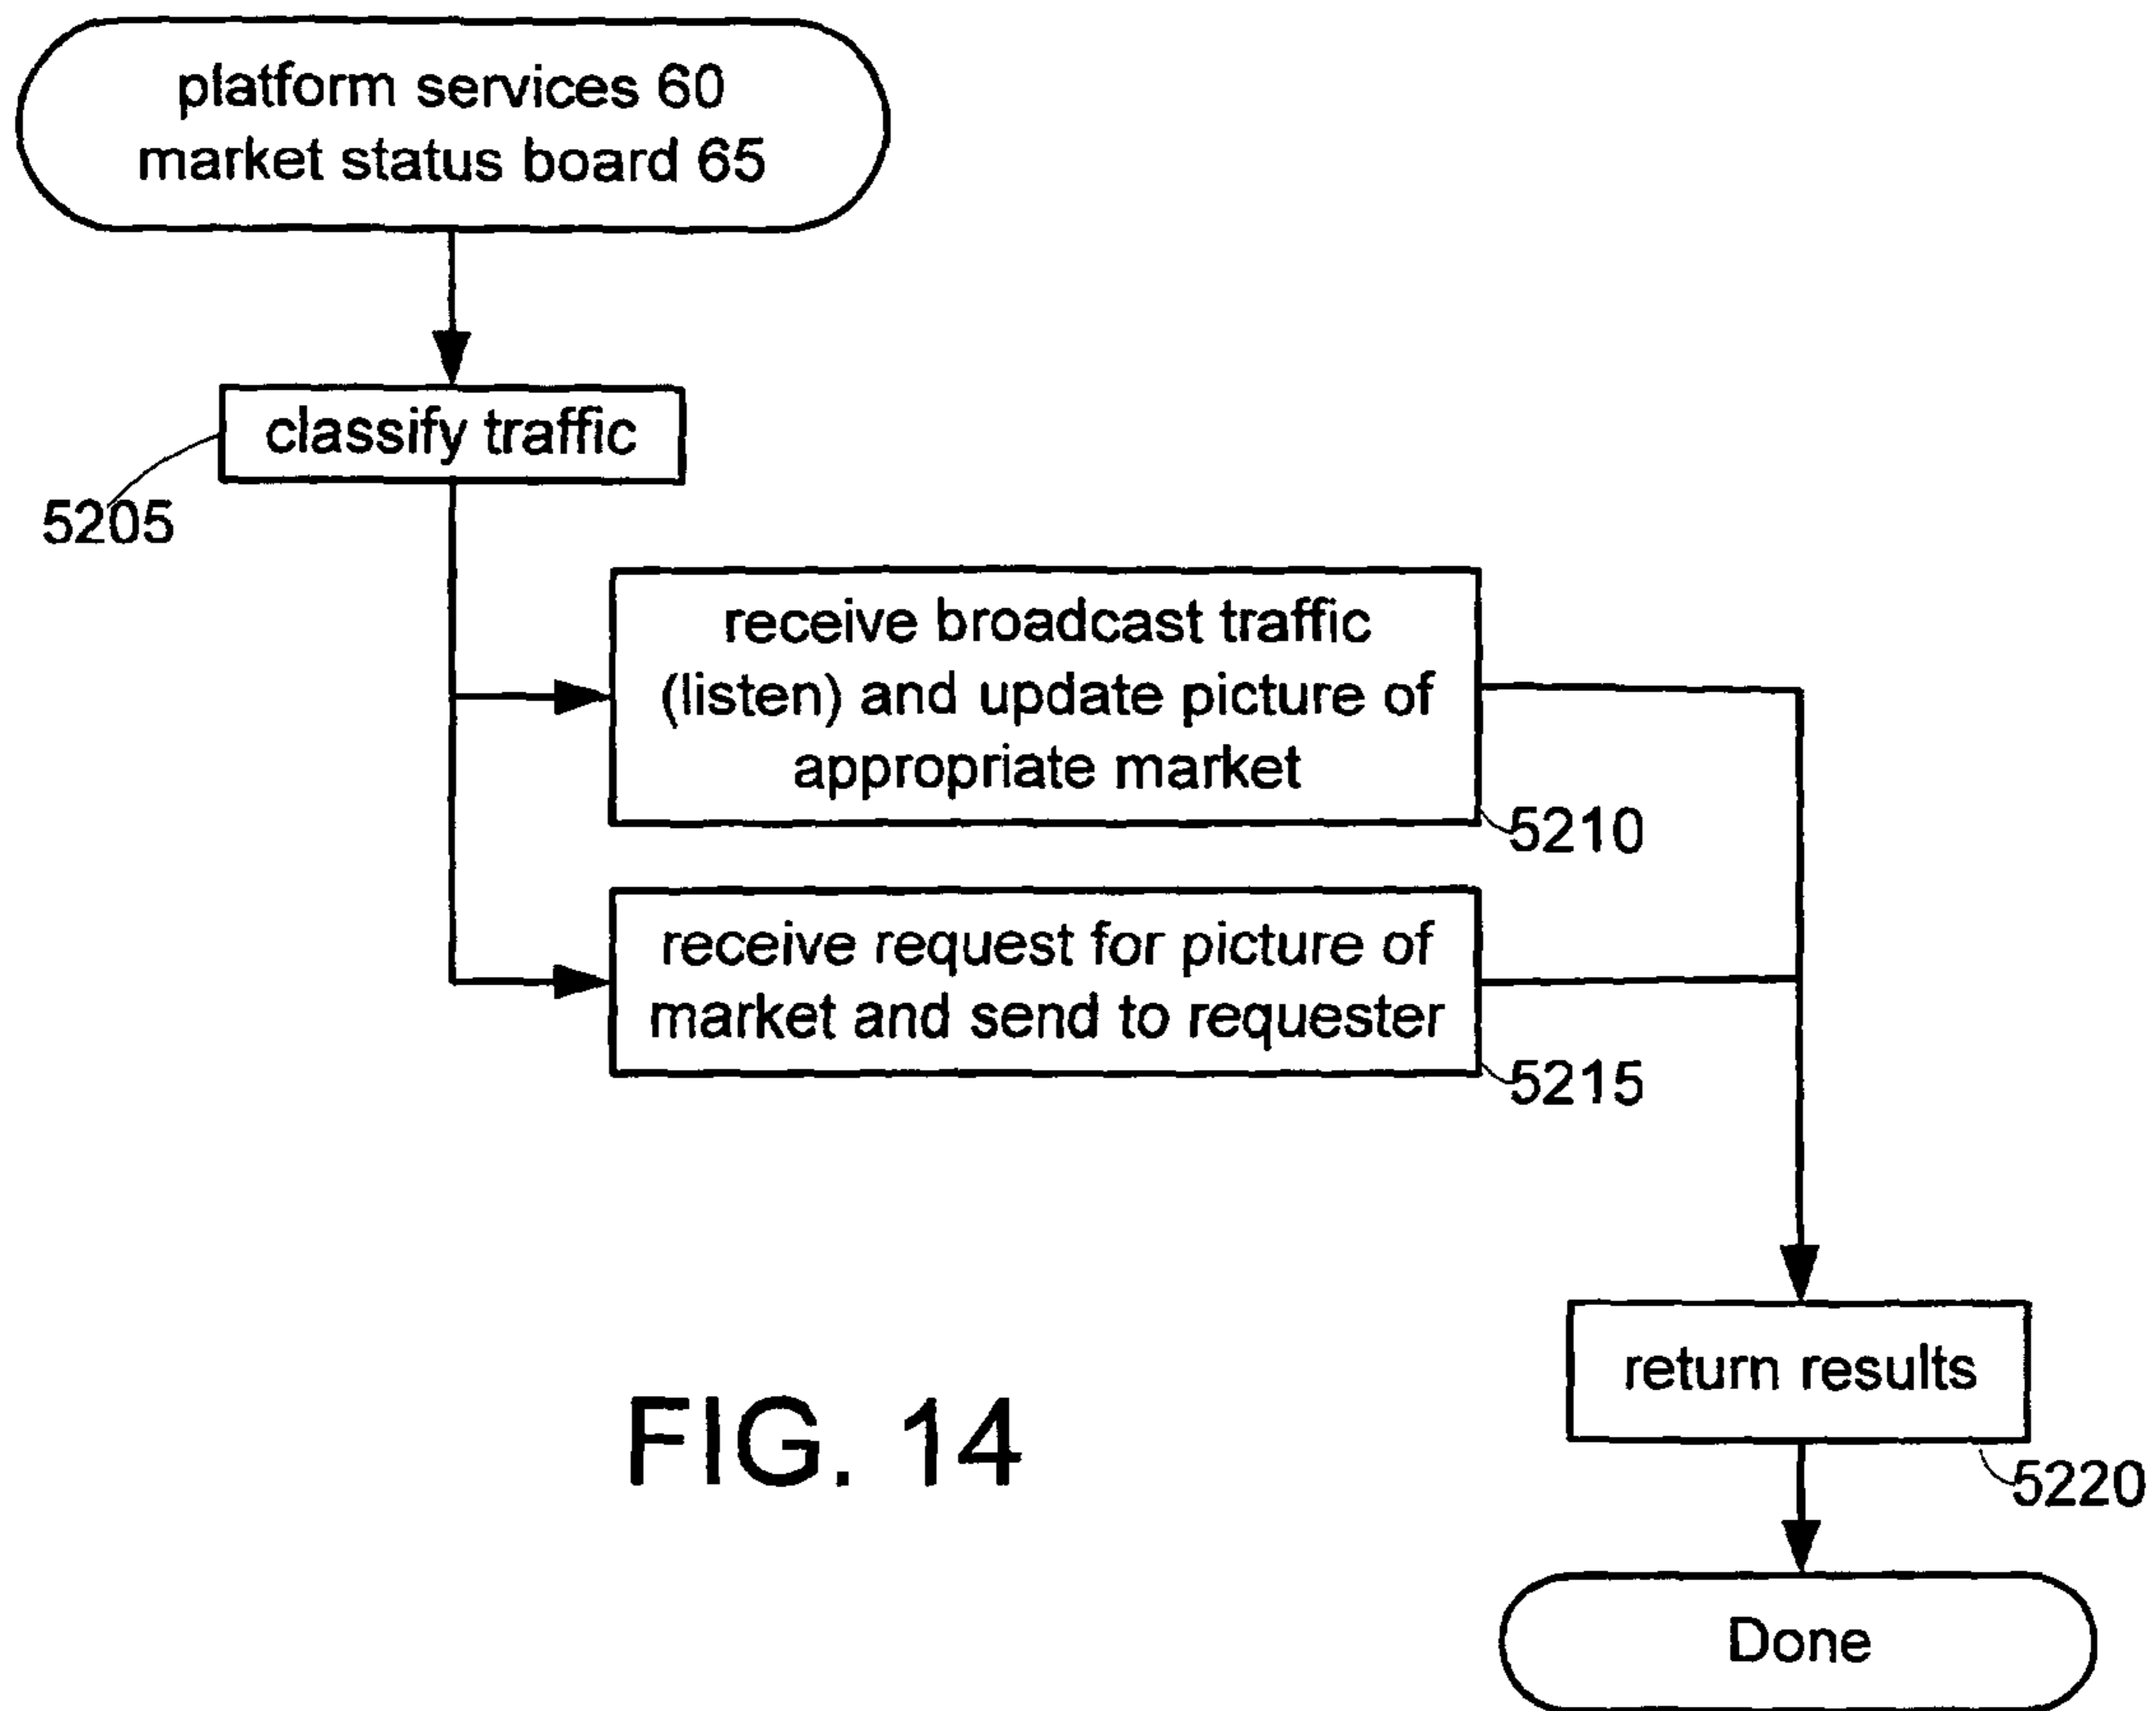 platform services 60
market status board 65
classify traffic
5205
receive broadcast traffic
(listen) and update picture of
appropriate market
5210
receive request for picture of
market and send to requester
5215
return results
5220
FIG. 14
Done